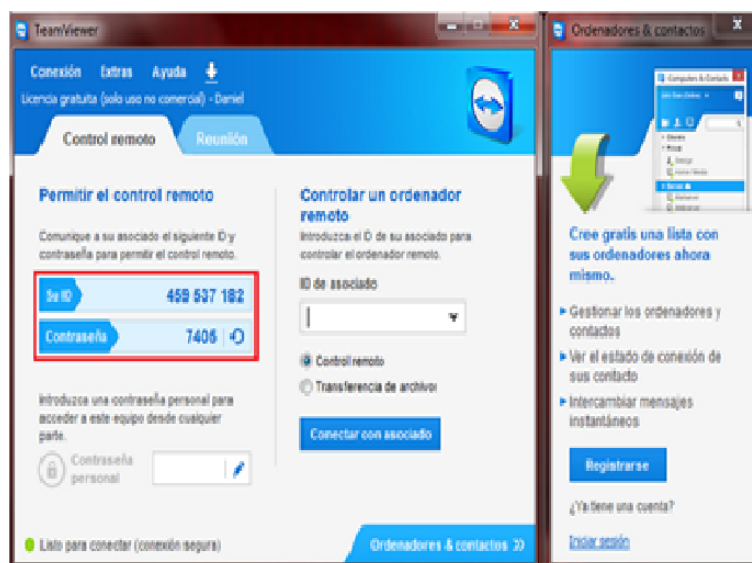 TeamViewer
Conexión Extras Ayuda
Licencia gratuita (solo uso no comercial) - Daniel
Control remoto
Reunión
Permitir el control remoto
Comunique a su asociado el siguiente ID y
contraseña para permitir el control remoto.
Su ID 459 537 182
Contraseña 7405
Introduzca una contraseña personal para
acceder a este equipo desde cualquier
parte.
Contraseña
personal
Controlar un ordenador
remoto
Introduzca el ID de su asociado para
controlar el ordenador remoto.
ID de asociado
Control remoto
Transferencia de archivos
Conectar con asociado
Listo para conectar (conexión segura)
Ordenadores & contactos
Ordenadores & contactos
Computers & Contacts
Cree gratis una lista con
sus ordenadores ahora
mismo.
Gestionar los ordenadores y
contactos
Ver el estado de conexión de
sus contacto
Intercambiar mensajes
instantáneos
Registrarse
¿Ya tiene una cuenta?
Iniciar sesión